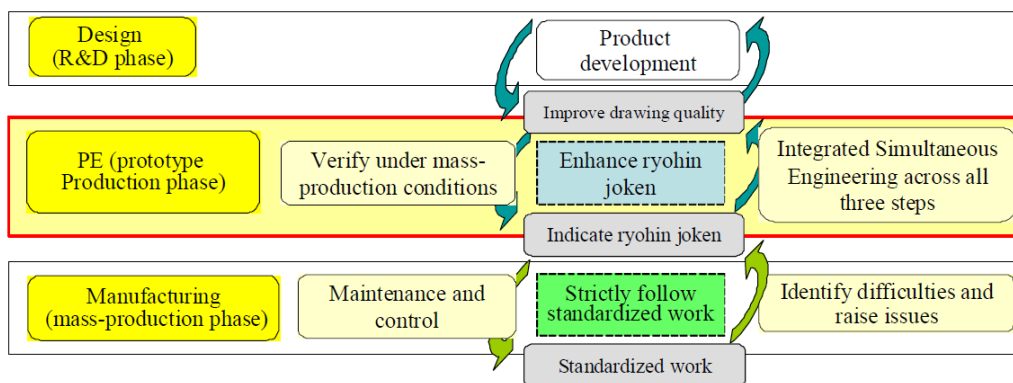 Design
(R&D phase)
Product
development
Improve drawing quality
PE (prototype
Production phase)
Verify under mass-
production conditions
Enhance ryohin
joken
Integrated Simultaneous
Engineering across all
three steps
Indicate ryohin joken
Manufacturing
(mass-production phase)
Maintenance and
control
Strictly follow
standardized work
Identify difficulties and
raise issues
Standardized work